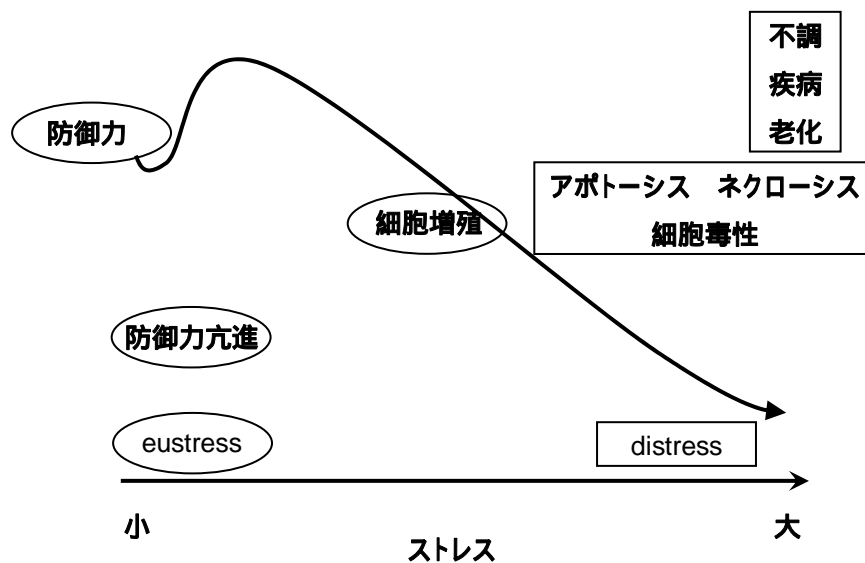 不調
疾病
老化
防御力
アポトーシス ネクローシス
細胞毒性
細胞増殖
防御力亢進
eustress
distress
小
大
ストレス